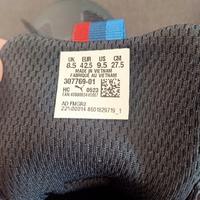 UK EUR US CM
8.5 42.5 9.5 27.5
MADE IN VIETNAM
FABRIQUÉ AU VIETNAM
307769-01
HC 0523
AD FMGRU